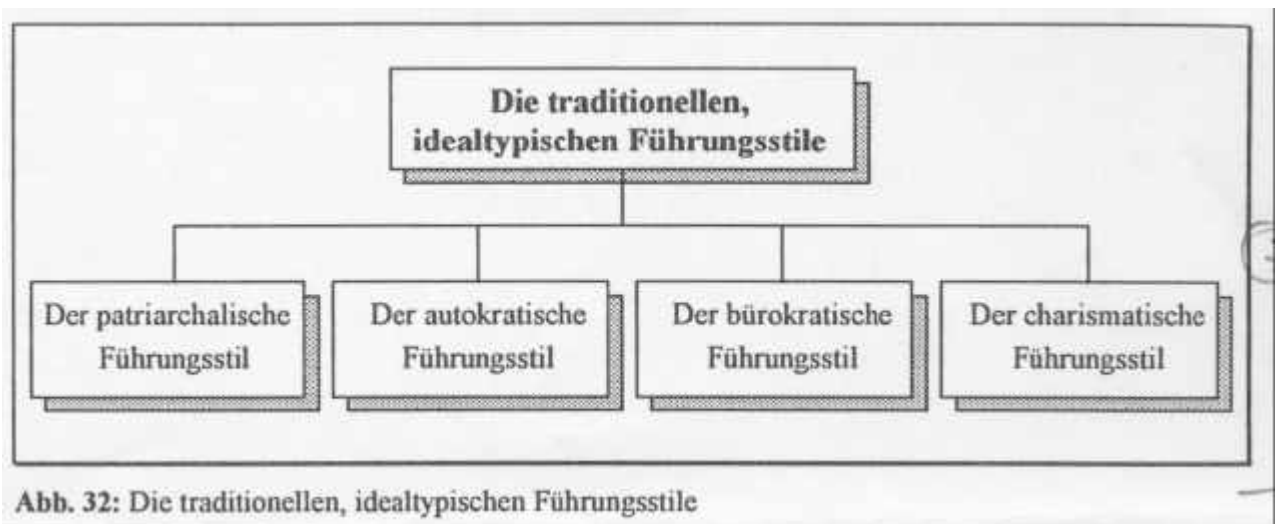 Die traditionellen,
idealtypischen Führungsstile
Der patriarchalische
Führungsstil
Der autokratische
Führungsstil
Der bürokratische
Führungsstil
Der charismatische
Führungsstil
Abb. 32: Die traditionellen, idealtypischen Führungsstile